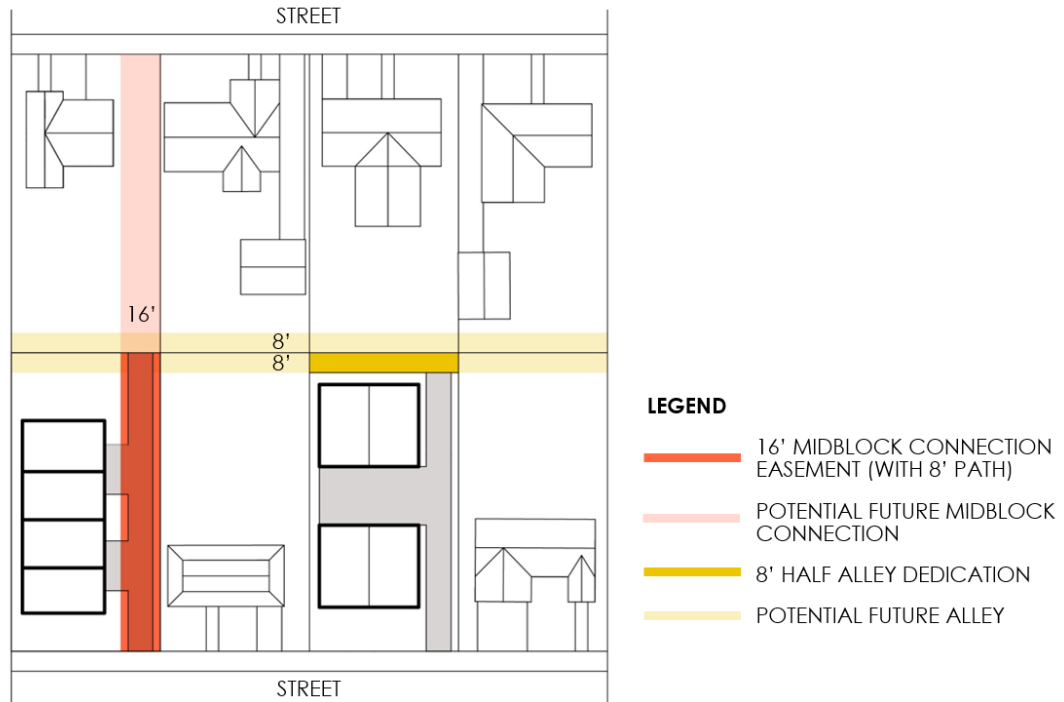 STREET
16’
8’
8’
LEGEND
16’ MIDBLOCK CONNECTION
EASEMENT (WITH 8’ PATH)
POTENTIAL FUTURE MIDBLOCK
CONNECTION
8’ HALF ALLEY DEDICATION
POTENTIAL FUTURE ALLEY
STREET